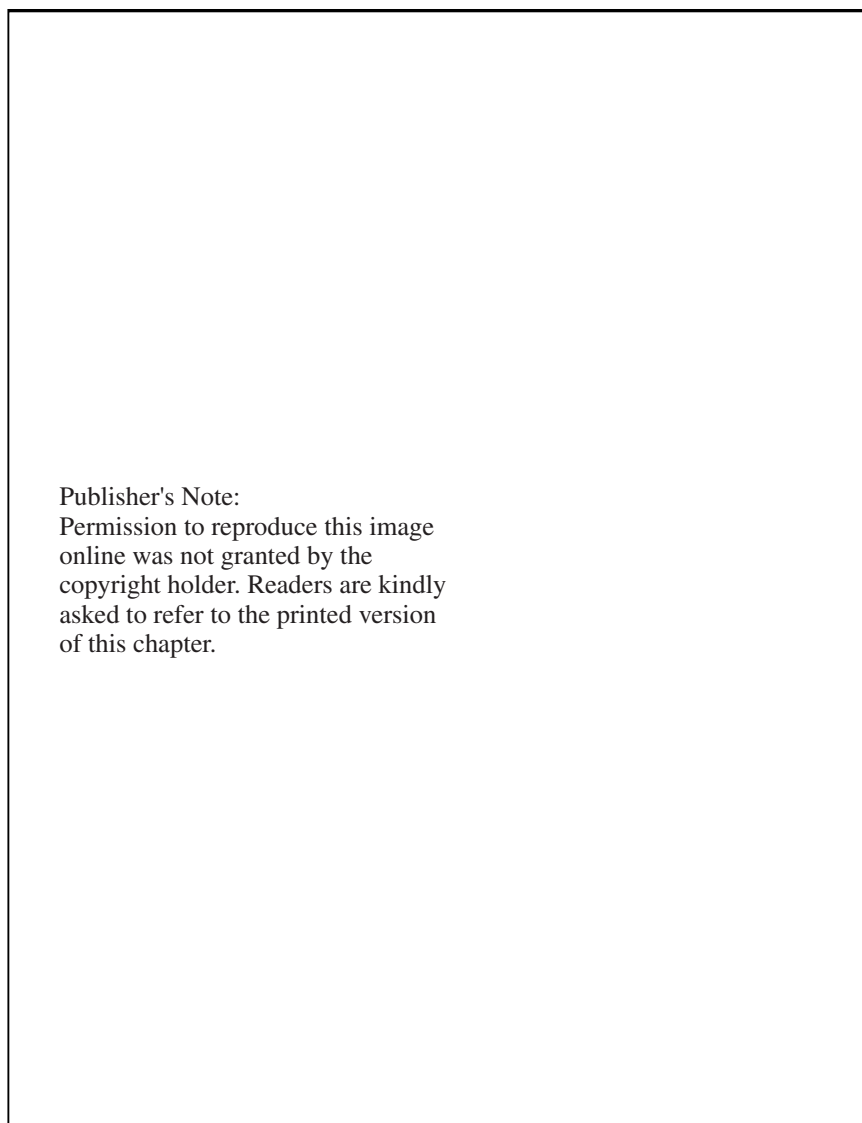 Publisher's Note:
Permission to reproduce this image
online was not granted by the
copyright holder. Readers are kindly
asked to refer to the printed version
of this chapter.